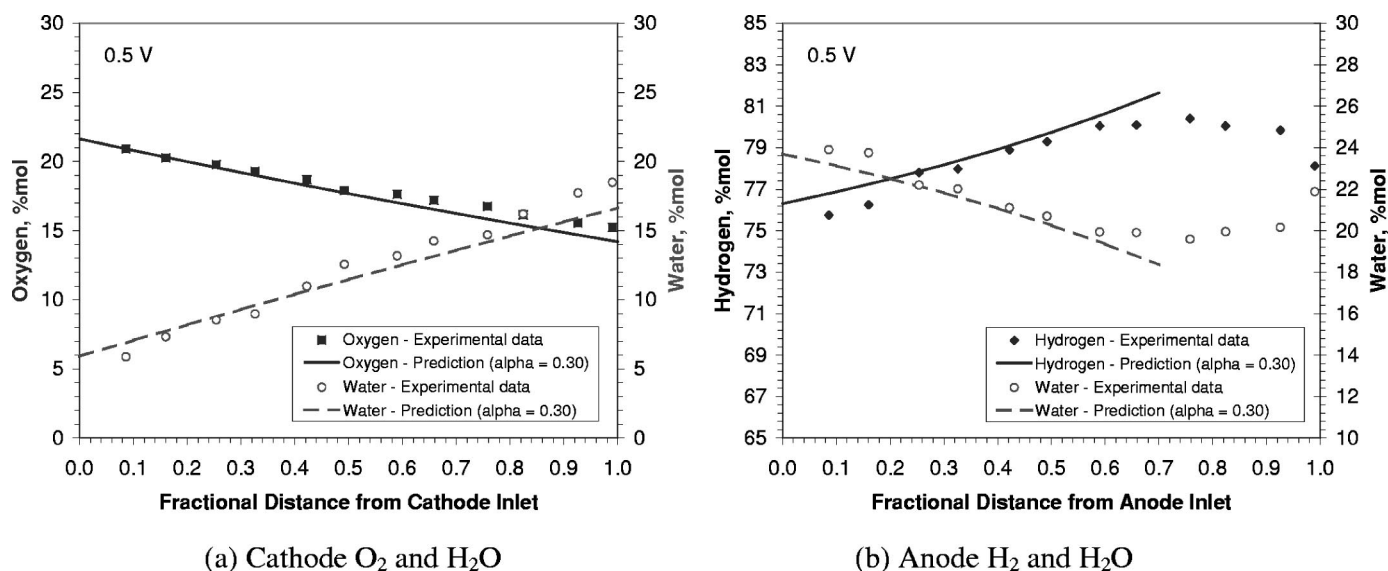 0.5 V
30
25
20
15
10
5
0
Oxygen, %mol
30
25
20
15
10
5
0
Water, %mol
Oxygen - Experimental data
Oxygen - Prediction (alpha = 0.30)
Water - Experimental data
Water - Prediction (alpha = 0.30)
0.0 0.1 0.2 0.3 0.4 0.5 0.6 0.7 0.8 0.9 1.0
Fractional Distance from Cathode Inlet
(a) Cathode O₂ and H₂O
0.5 V
85
83
81
79
77
75
73
71
69
67
65
Hydrogen, %mol
30
28
26
24
22
20
18
16
14
12
10
Water, %mol
Hydrogen - Experimental data
Hydrogen - Prediction (alpha = 0.30)
Water - Experimental data
Water - Prediction (alpha = 0.30)
0.0 0.1 0.2 0.3 0.4 0.5 0.6 0.7 0.8 0.9 1.0
Fractional Distance from Anode Inlet
(b) Anode H₂ and H₂O